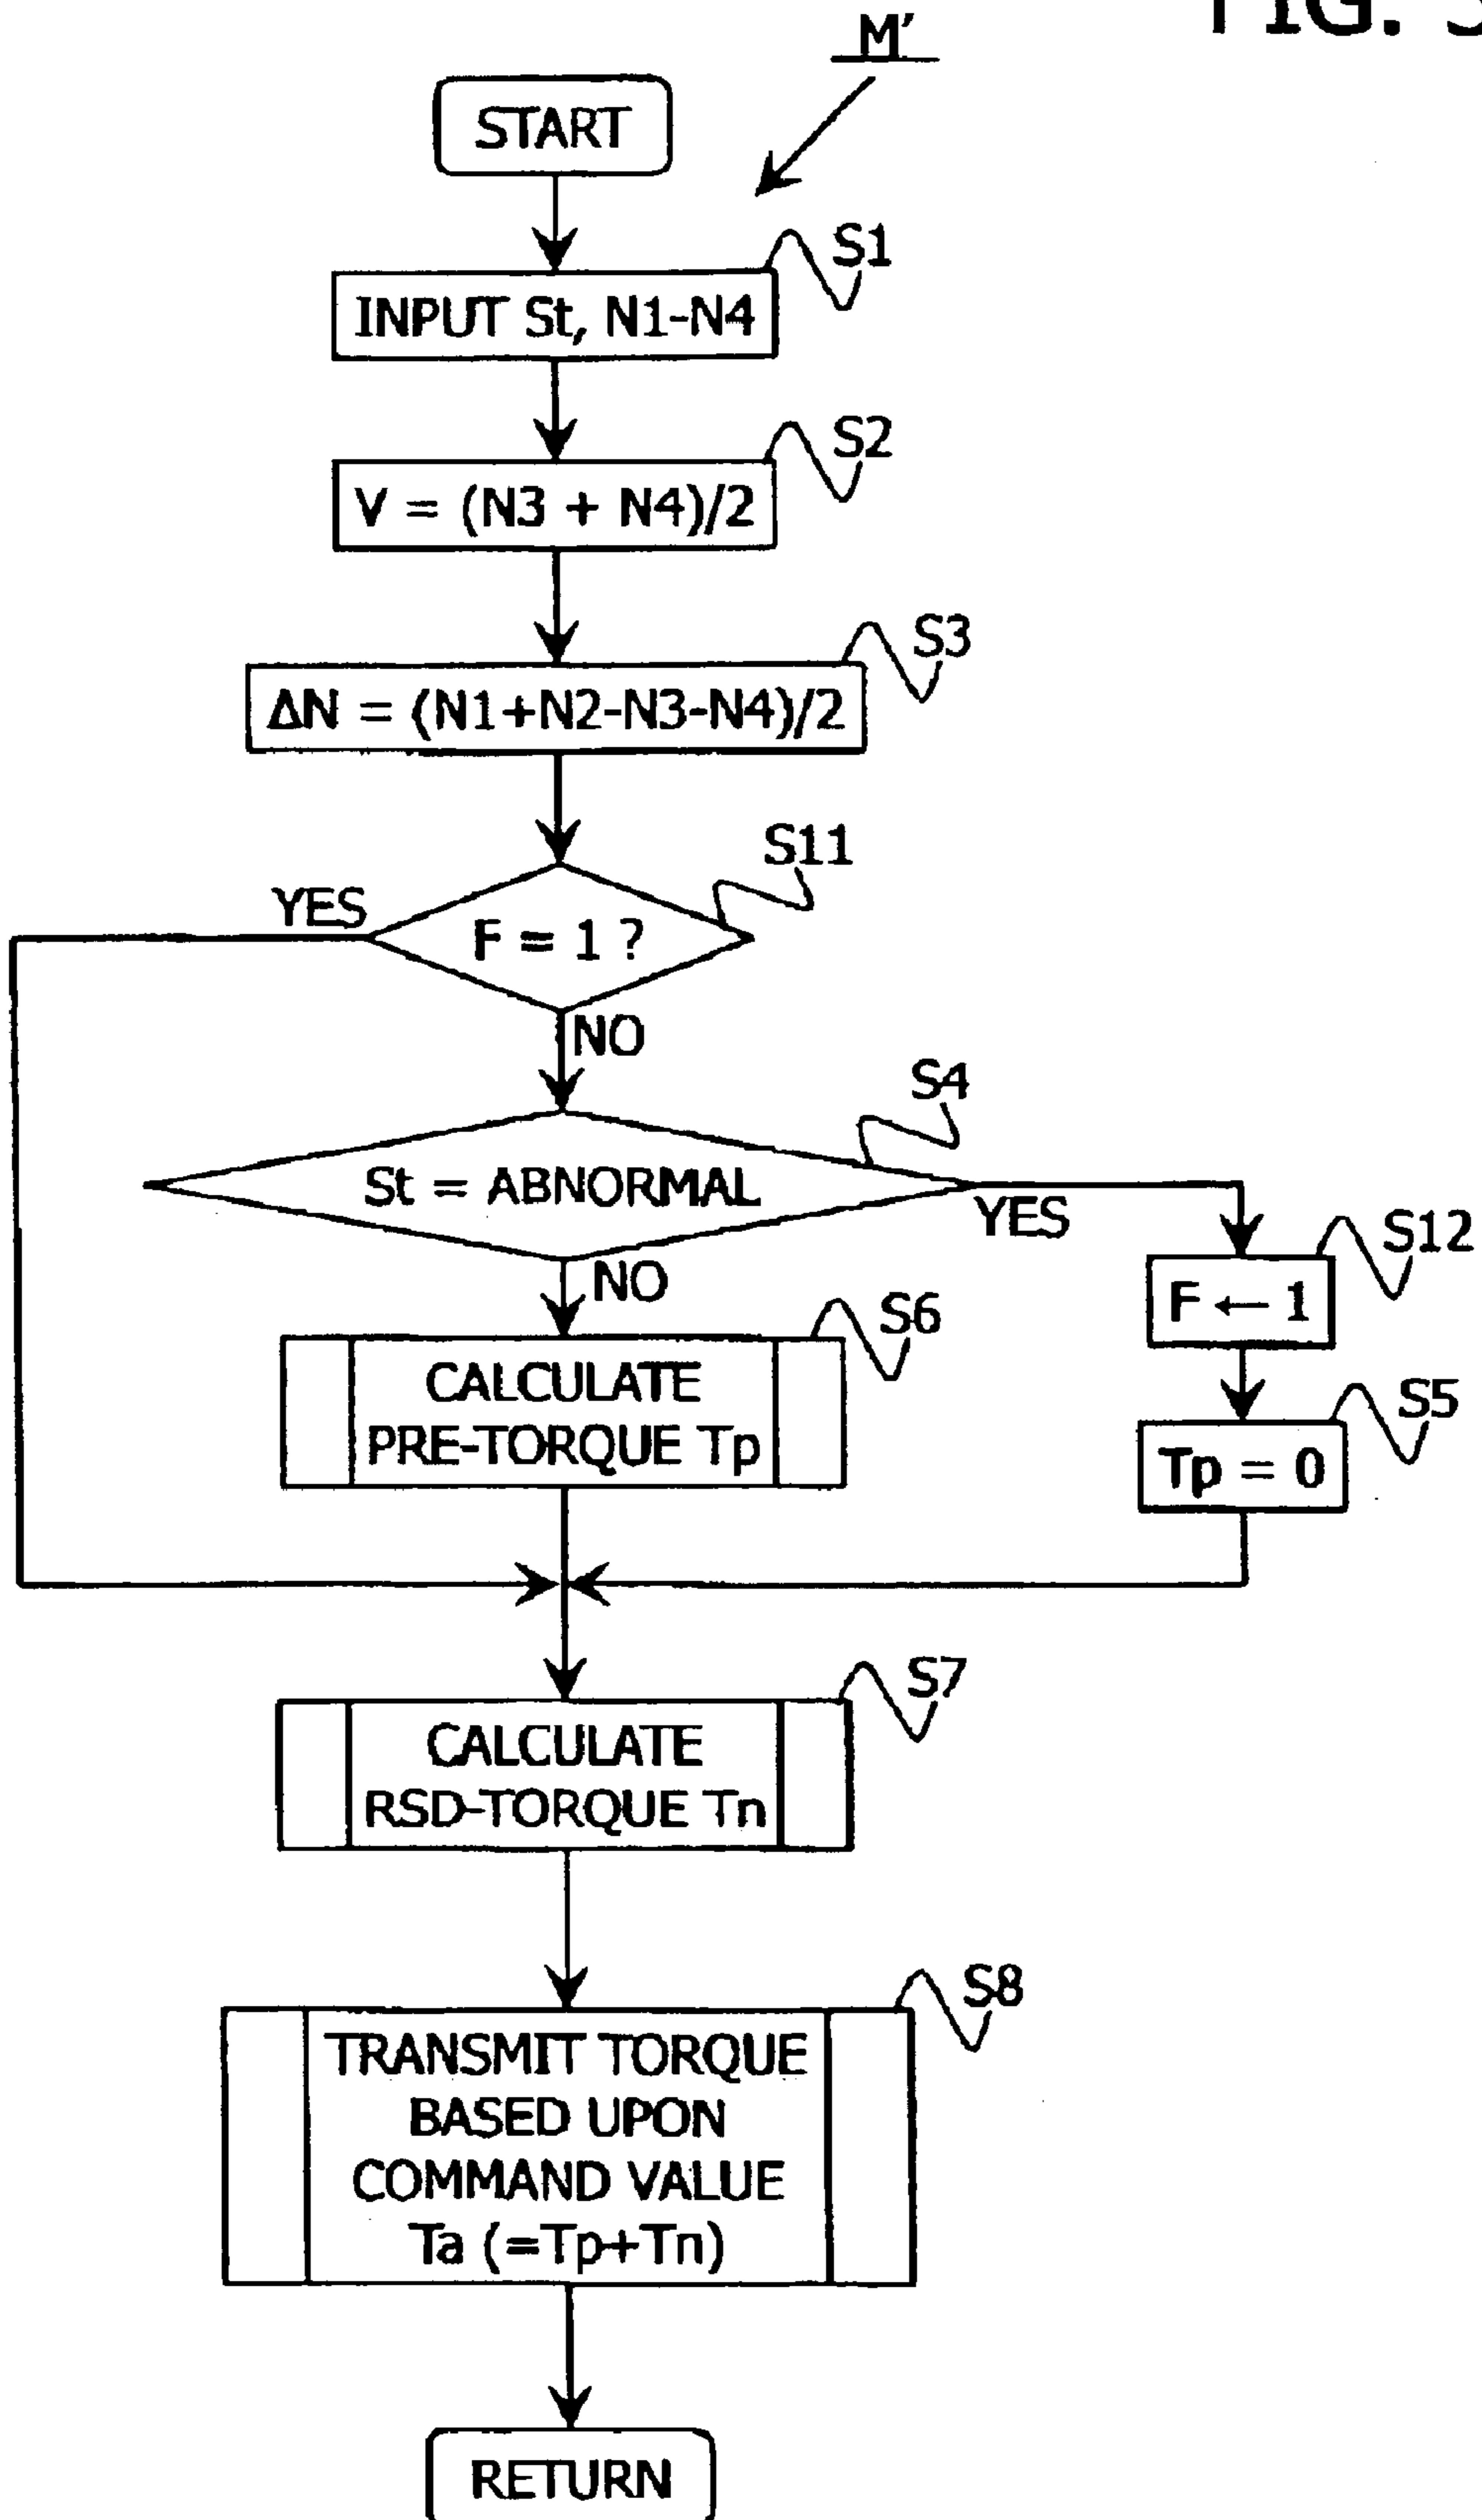 FIG.
M'
START
S1
INPUT St, N1-N4
S2
V = (N3 + N4)/2
S3
ΔN = (N1+N2-N3-N4)/2
S11
YES
F = 1 ?
NO
S4
St = ABNORMAL
YES
S12
NO
F ← 1
S6
CALCULATE
PRE-TORQUE Tp
S5
Tp = 0
S7
CALCULATE
RSD-TORQUE Tn
S8
TRANSMIT TORQUE
BASED UPON
COMMAND VALUE
Ta (=Tp+Tn)
RETURN